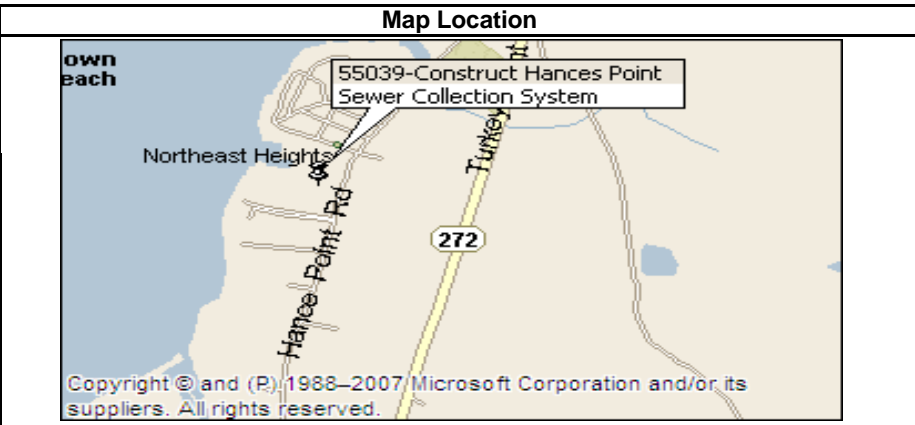 Map Location
own
each
55039-Construct Hances Point
Sewer Collection System
Northeast Heights
Turkey
272
Hance Point Rd
Copyright © and (P) 1988–2007 Microsoft Corporation and/or its
suppliers. All rights reserved.